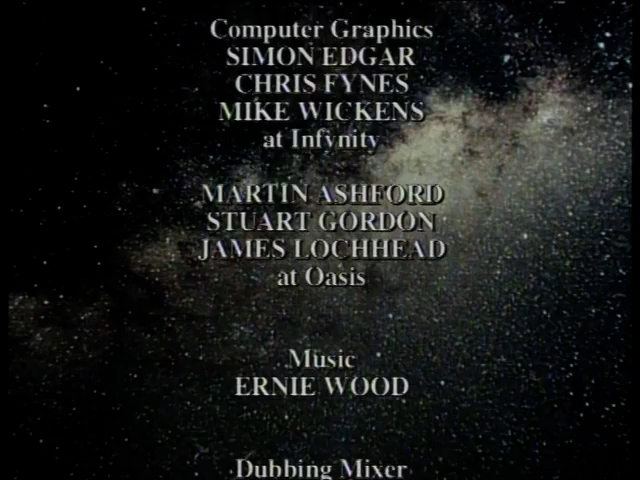 Computer Graphics
SIMON EDGAR
CHRIS FYNES
MIKE WICKENS
at Infynity
MARTIN ASHFORD
STUART GORDON
JAMES LOCHHEAD
at Oasis
Music
ERNIE WOOD
Dubbing Mixer